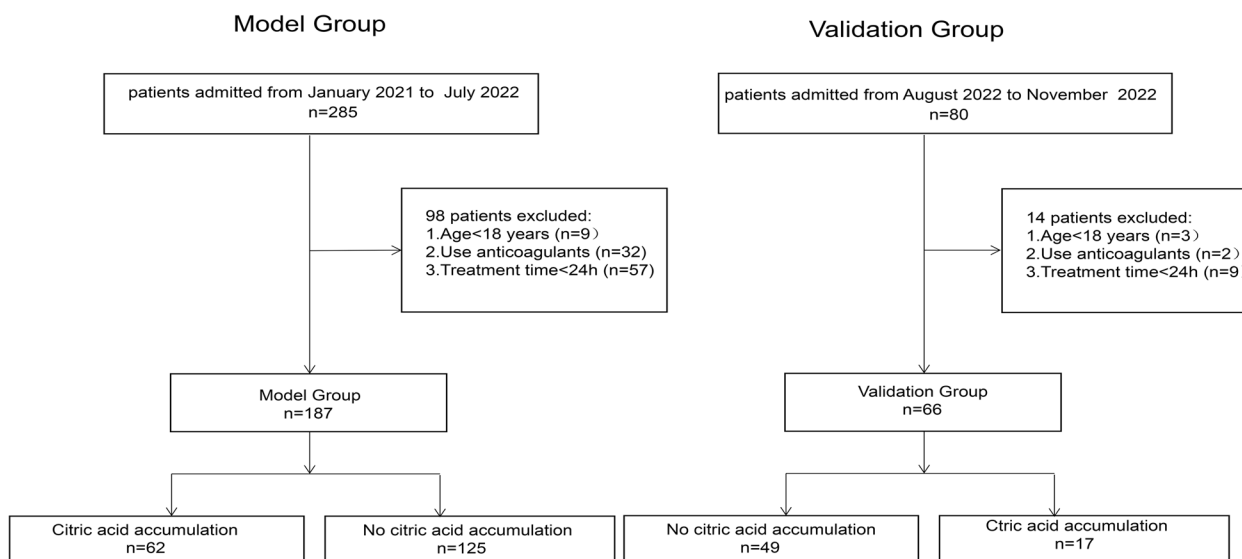 Model Group
patients admitted from January 2021 to July 2022
n=285
98 patients excluded:
1.Age<18 years (n=9）
2.Use anticoagulants (n=32)
3.Treatment time<24h (n=57)
Model Group
n=187
Citric acid accumulation
n=62
No citric acid accumulation
n=125
Validation Group
patients admitted from August 2022 to November 2022
n=80
14 patients excluded:
1.Age<18 years (n=3）
2.Use anticoagulants (n=2）
3.Treatment time<24h (n=9
Validation Group
n=66
No citric acid accumulation
n=49
Ctric acid accumulation
n=17